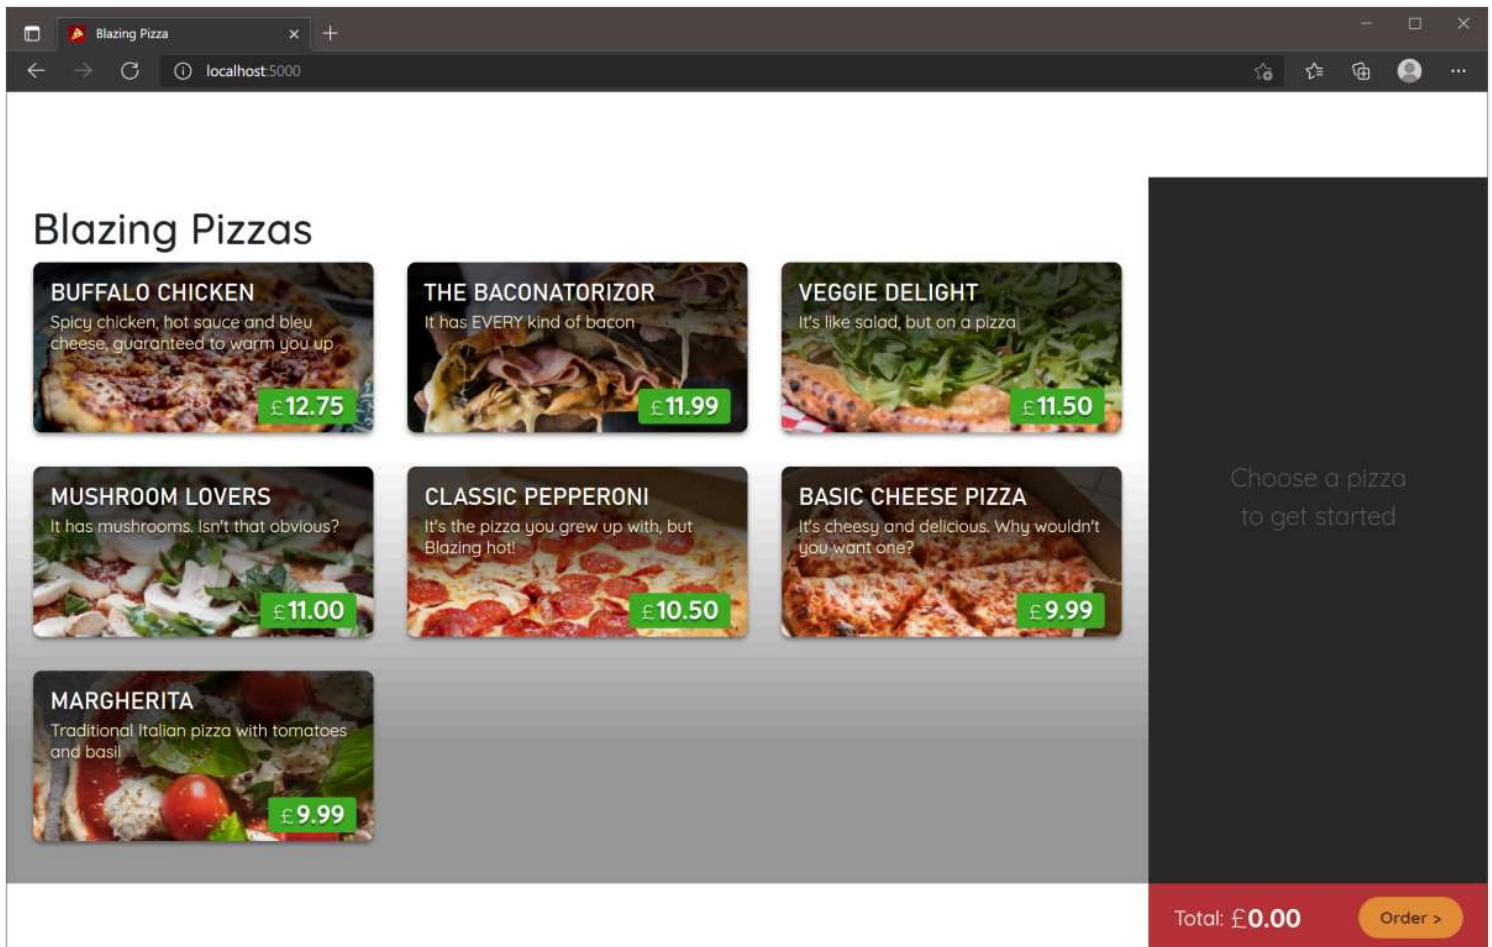 Blazing Pizza
localhost:5000
Blazing Pizzas
BUFFALO CHICKEN
Spicy chicken, hot sauce and bleu
cheese, guaranteed to warm you up
£12.75
THE BACONATORIZOR
It has EVERY kind of bacon
£11.99
VEGGIE DELIGHT
It's like salad, but on a pizza
£11.50
MUSHROOM LOVERS
It has mushrooms. Isn't that obvious?
£11.00
CLASSIC PEPPERONI
It's the pizza you grew up with, but
Blazing hot!
£10.50
BASIC CHEESE PIZZA
It's cheesy and delicious. Why wouldn't
you want one?
£9.99
MARGHERITA
Traditional Italian pizza with tomatoes
and basil
£9.99
Choose a pizza
to get started
Total: £0.00
Order >